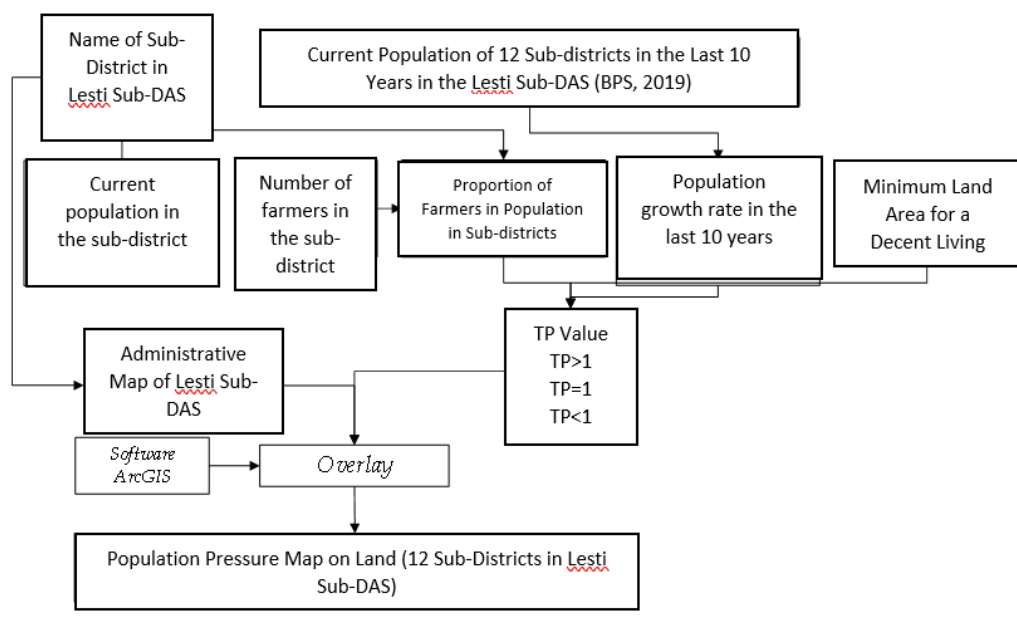 Name of Sub-
District in
Lesti Sub-DAS
Current Population of 12 Sub-districts in the Last 10
Years in the Lesti Sub-DAS (BPS, 2019)
Current
population in
the sub-district
Number of
farmers in
the sub-
district
Proportion of
Farmers in Population
in Sub-districts
Population
growth rate in the
last 10 years
Minimum Land
Area for a
Decent Living
TP Value
TP>1
TP=1
TP<1
Administrative
Map of Lesti Sub-
DAS
Software
ArcGIS
Overlay
Population Pressure Map on Land (12 Sub-Districts in Lesti
Sub-DAS)